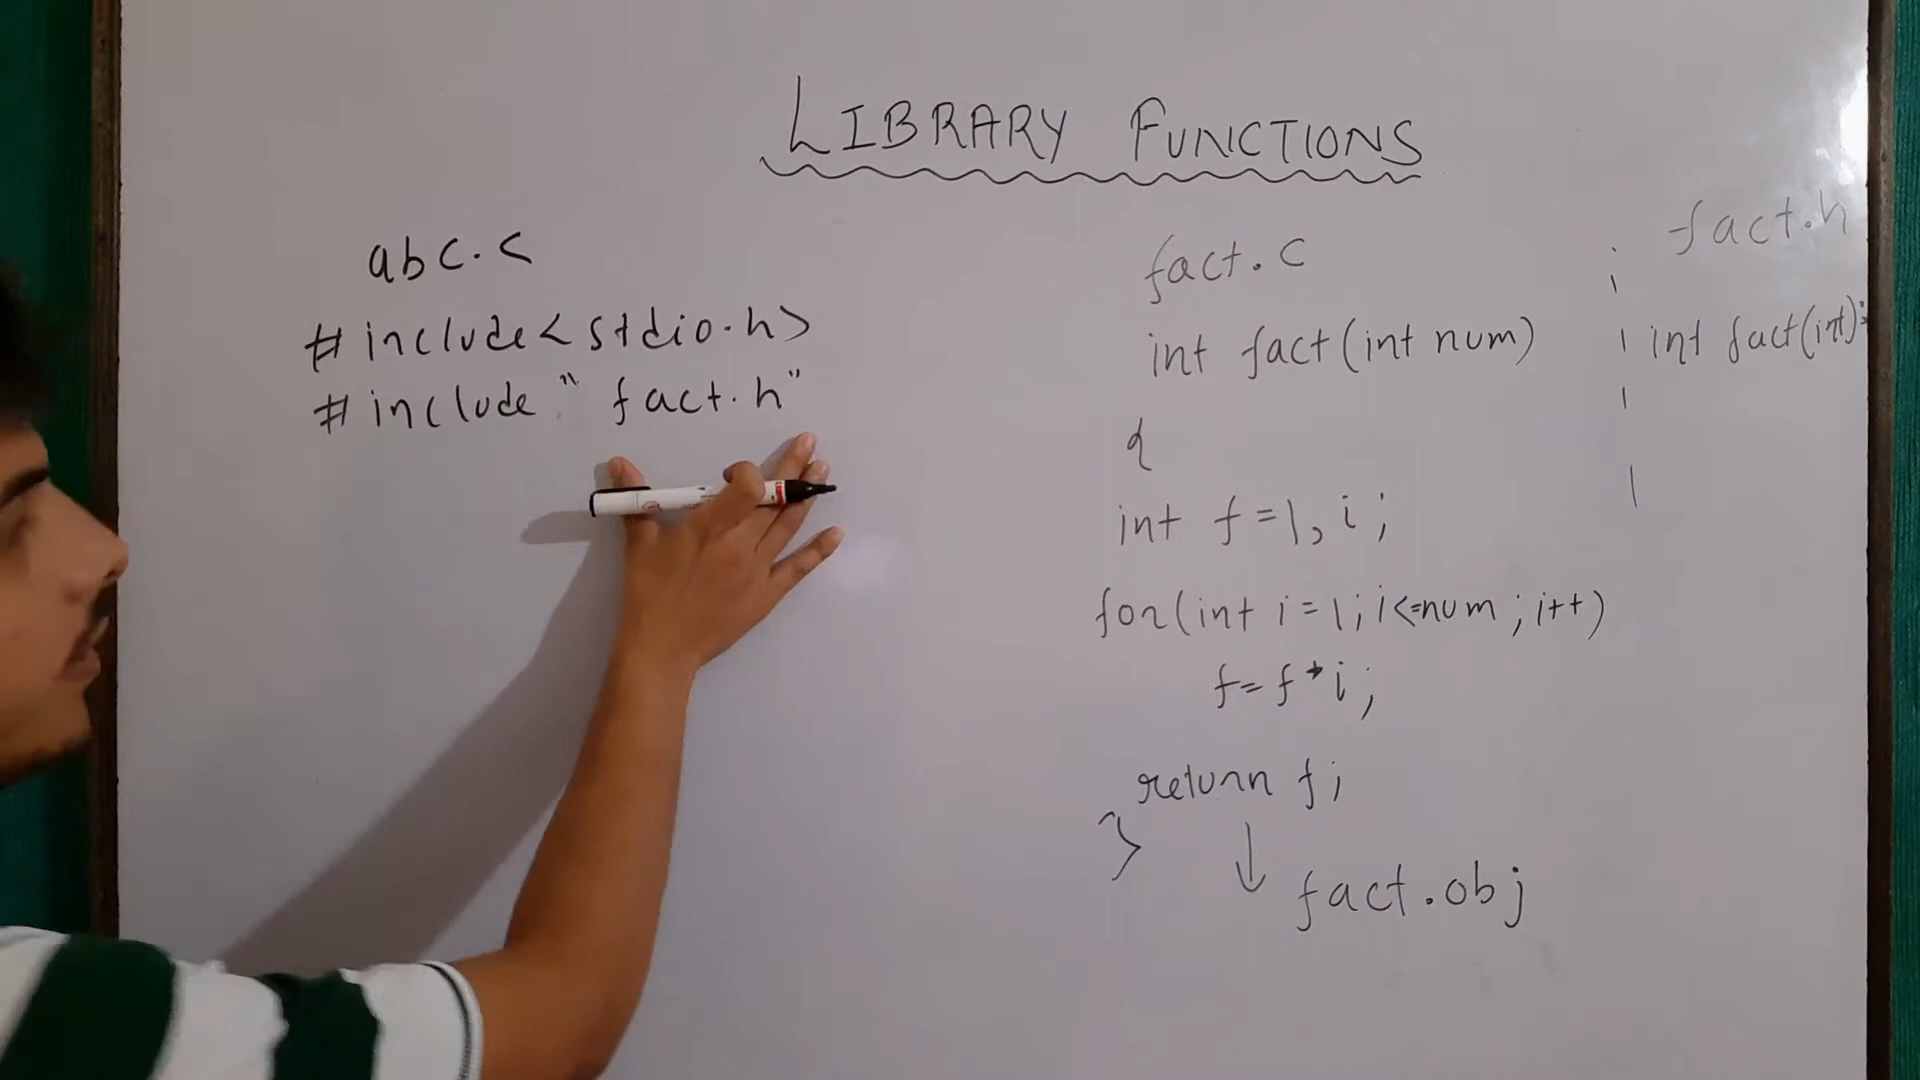 LIBRARY FUNCTIONS
abc.c
#include<stdio.h>
#include "fact.h"
fact.c
int fact(int num)
{
int f=1, i;
for(int i=1; i<=num; i++)
f=f*i;
return f;
}
↓ fact.obj
fact.h
int fact(int);